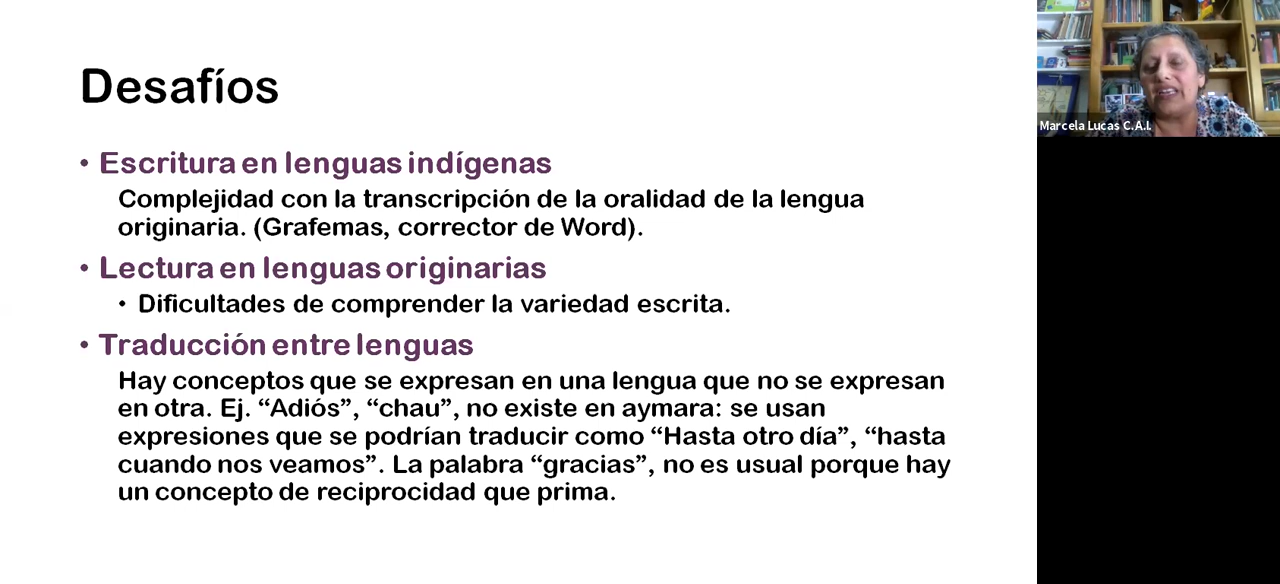 Desafíos
• Escritura en lenguas indígenas
Complejidad con la transcripción de la oralidad de la lengua
originaria. (Grafemas, corrector de Word).
• Lectura en lenguas originarias
• Dificultades de comprender la variedad escrita.
• Traducción entre lenguas
Hay conceptos que se expresan en una lengua que no se expresan
en otra. Ej. “Adiós”, “chau”, no existe en aymara: se usan
expresiones que se podrían traducir como “Hasta otro día”, “hasta
cuando nos veamos”. La palabra “gracias”, no es usual porque hay
un concepto de reciprocidad que prima.
Marcela Lucas C.A.I.